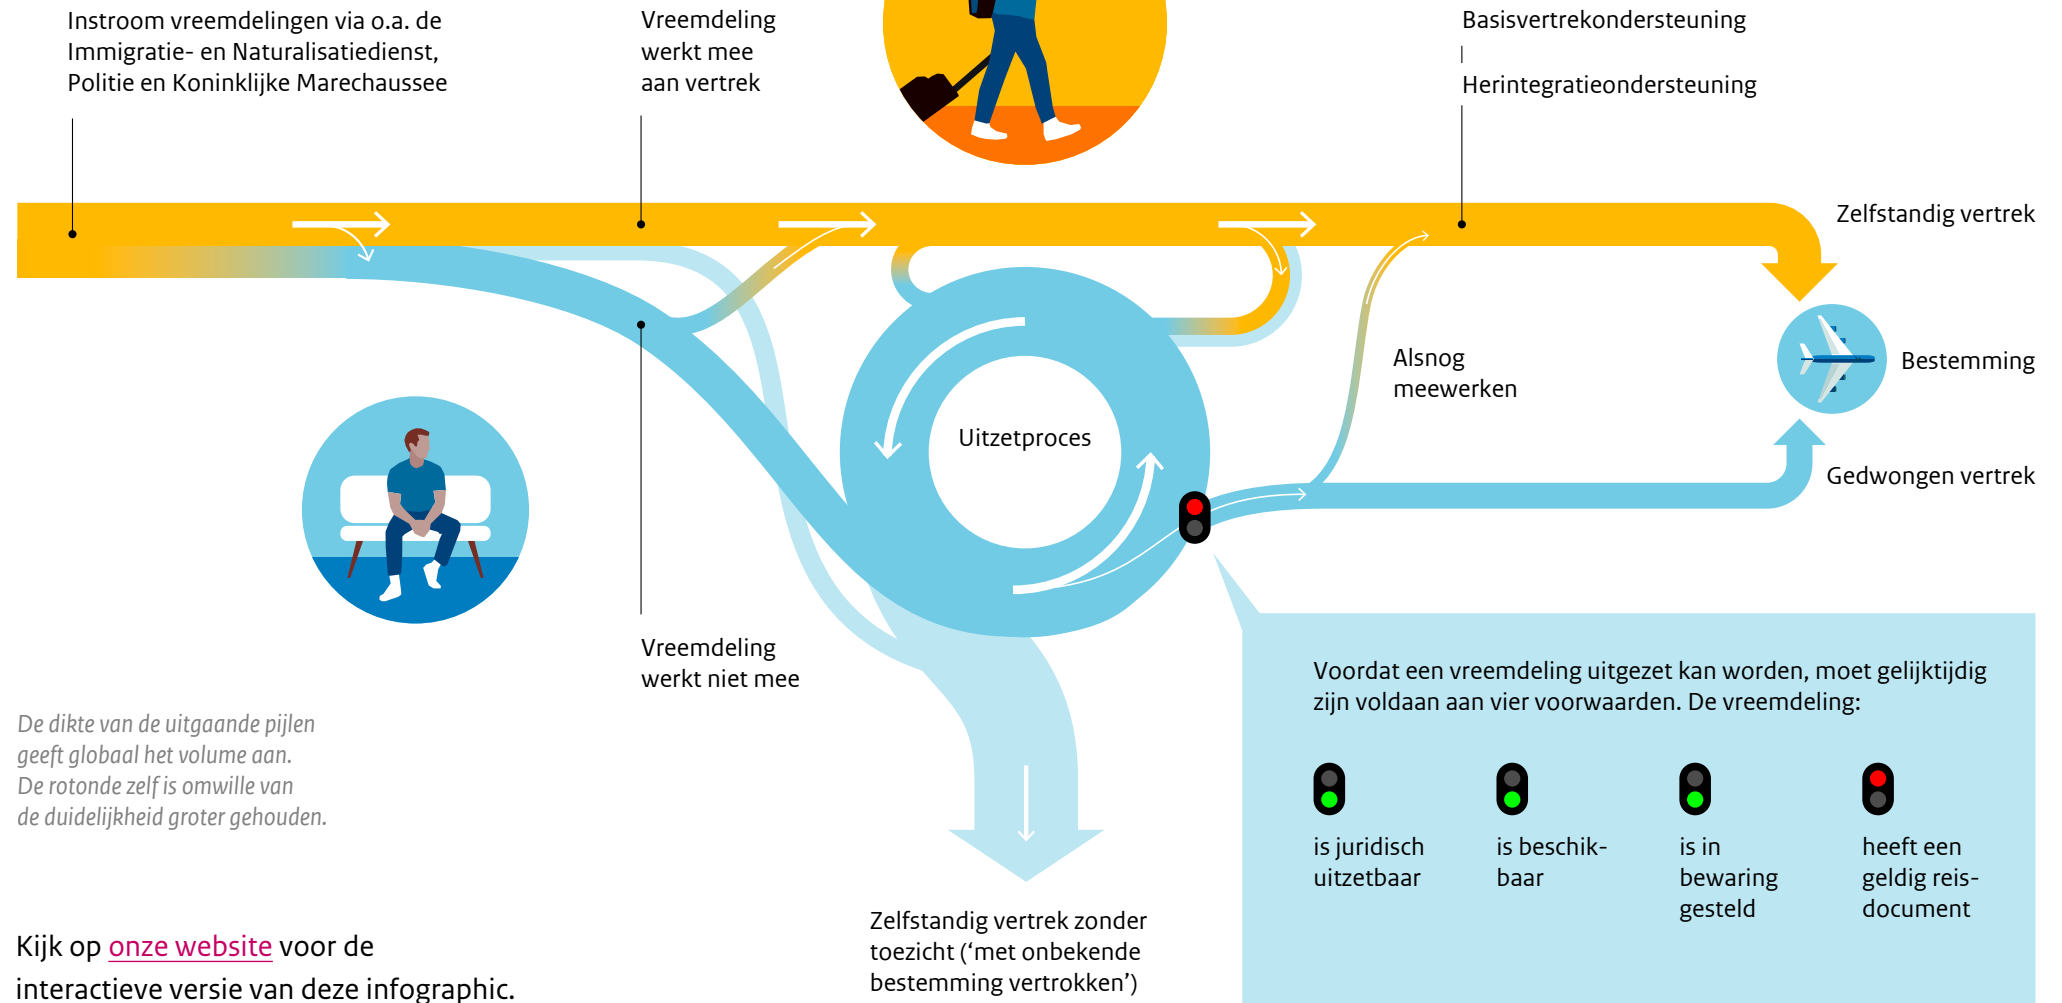 Instroom vreemdelingen via o.a. de
Immigratie- en Naturalisatiedienst,
Politie en Koninklijke Marechaussee
Vreemdeling
werkt mee
aan vertrek
Basisvertrekondersteuning
Herintegratieondersteuning
Zelfstandig vertrek
Alsnog
meewerken
Bestemming
Uitzetproces
Gedwongen vertrek
Vreemdeling
werkt niet mee
Voordat een vreemdeling uitgezet kan worden, moet gelijktijdig
zijn voldaan aan vier voorwaarden. De vreemdeling:
is juridisch
uitzetbaar
is beschik-
baar
is in
bewaring
gesteld
heeft een
geldig reis-
document
De dikte van de uitgaande pijlen
geeft globaal het volume aan.
De rotonde zelf is omwille van
de duidelijkheid groter gehouden.
Zelfstandig vertrek zonder
toezicht (‘met onbekende
bestemming vertrokken’)
Kijk op onze website voor de
interactieve versie van deze infographic.